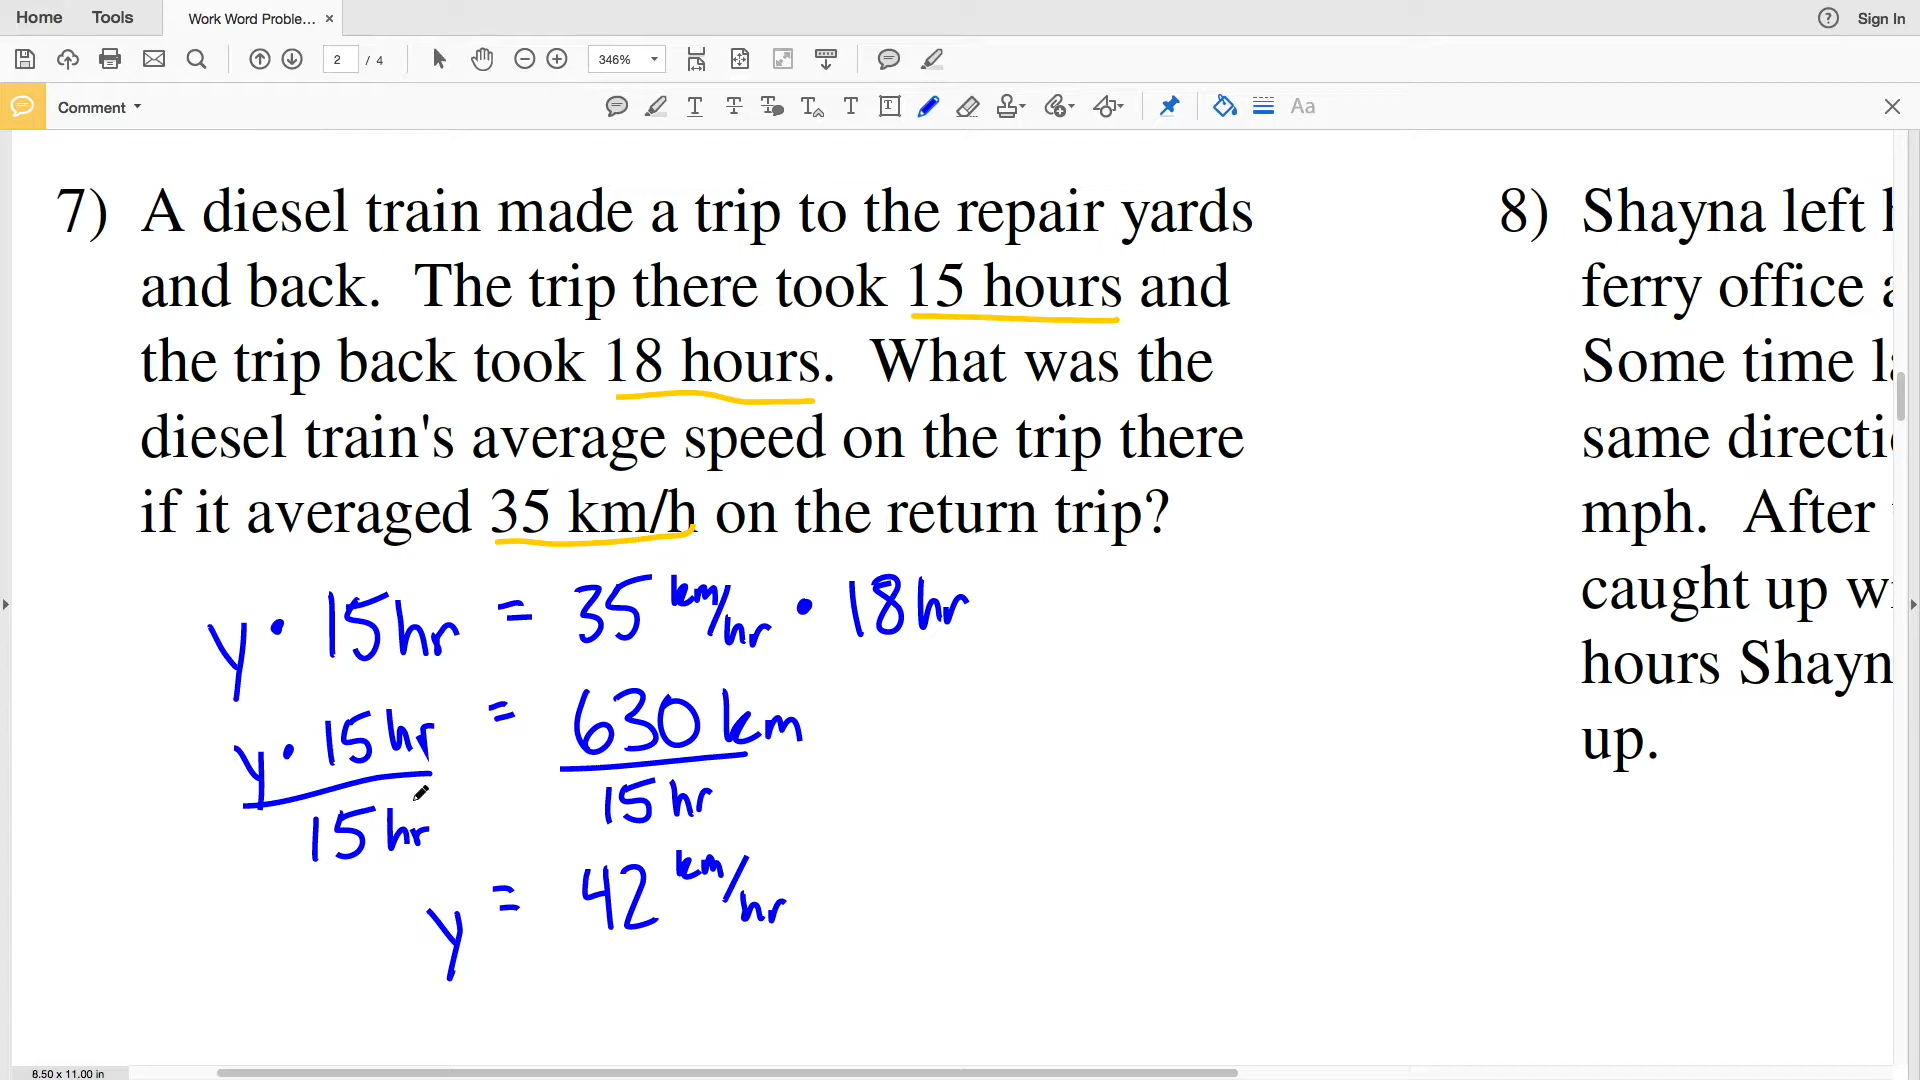 Home Tools Work Word Proble... × ? Sign In
2 / 4 346%
Comment T T T T T T Aa
7) A diesel train made a trip to the repair yards
and back. The trip there took 15 hours and
the trip back took 18 hours. What was the
diesel train's average speed on the trip there
if it averaged 35 km/h on the return trip?
y · 15hr = 35 km/hr · 18hr
y · 15hr = 630 km
15hr 15 hr
y = 42 km/hr
8) Shayna left
ferry office
Some time
same
mph. After
caught up
hours
up.
8.50 x 11.00 in